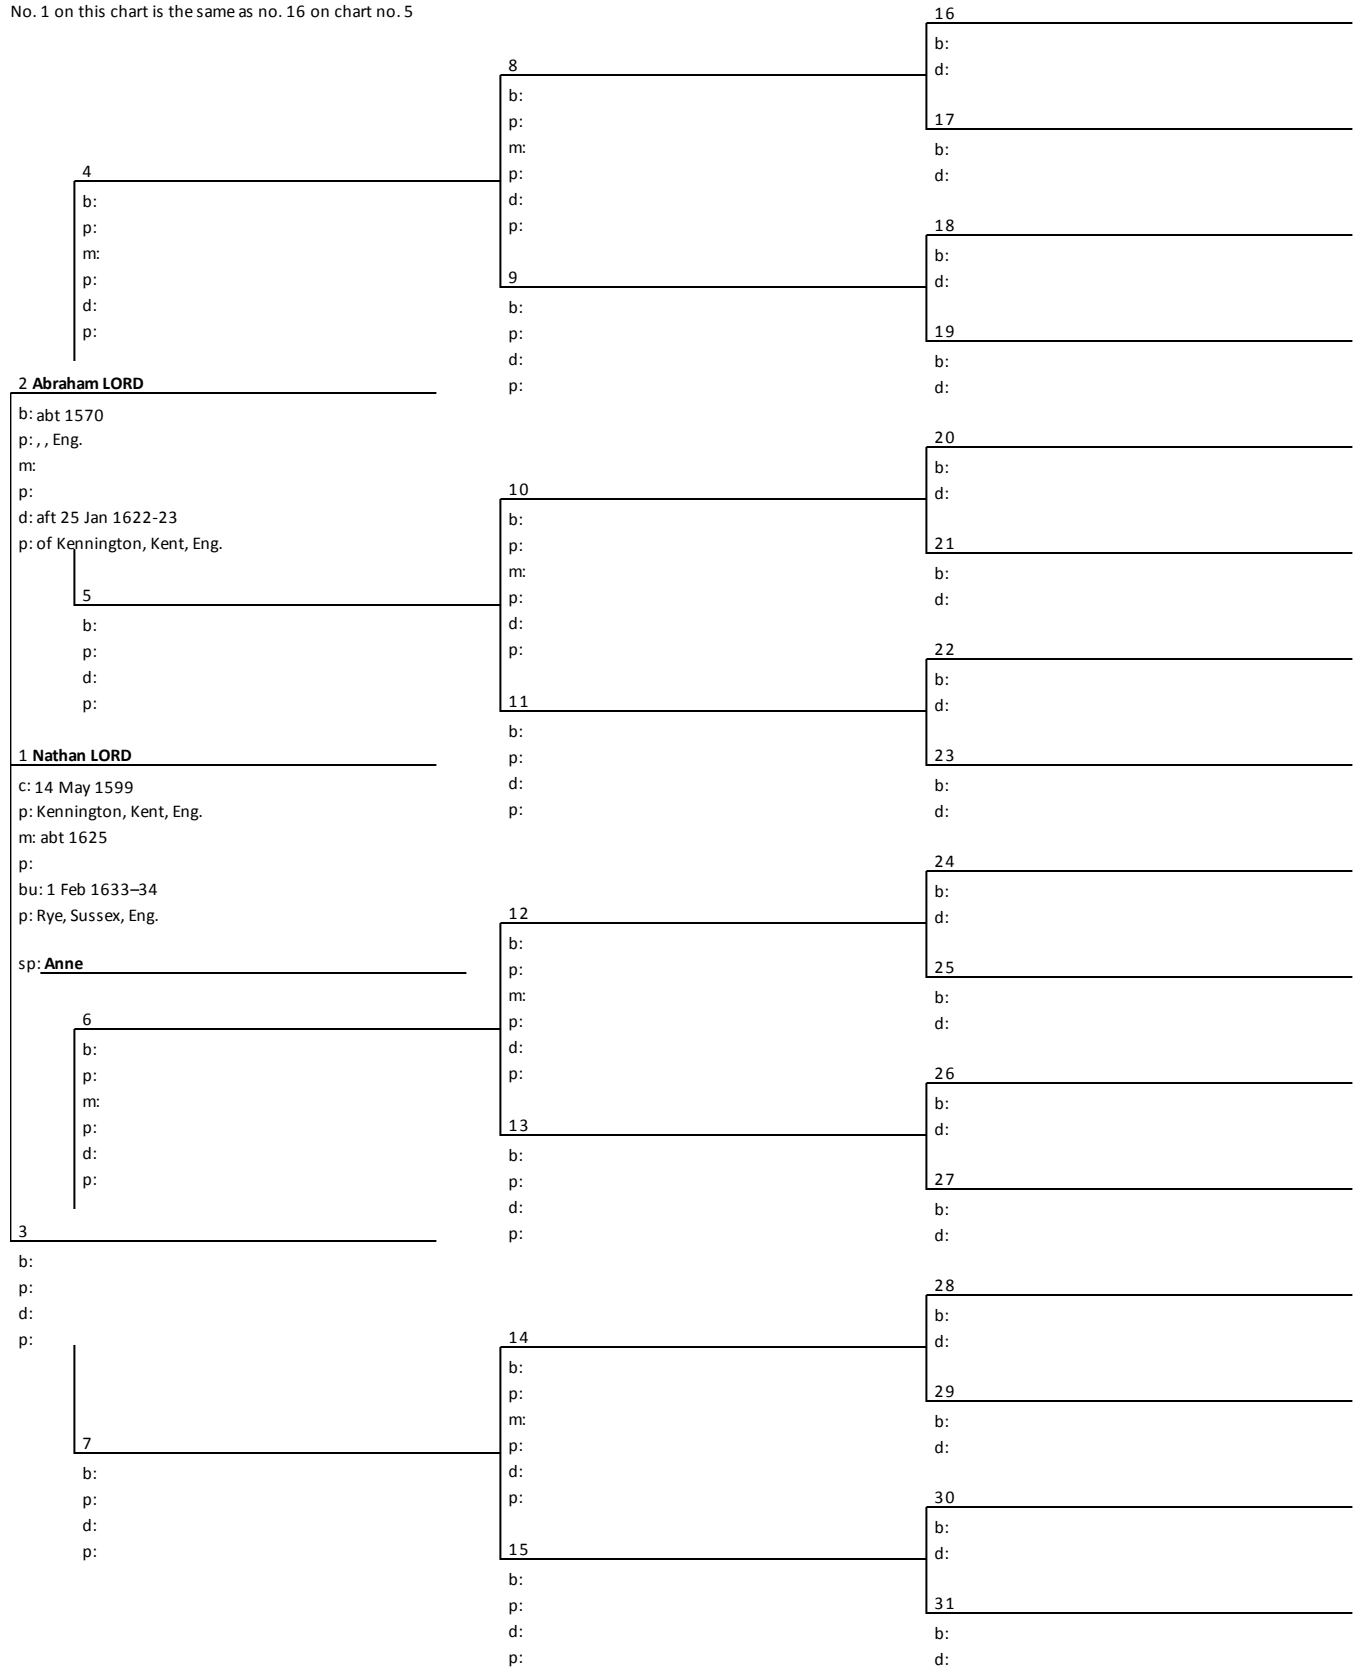 No. 1 on this chart is the same as no. 16 on chart no. 5
2 Abraham LORD
b: abt 1570
p: , , Eng.
m:
p:
d: aft 25 Jan 1622-23
p: of Kennington, Kent, Eng.
1 Nathan LORD
c: 14 May 1599
p: Kennington, Kent, Eng.
m: abt 1625
p:
bu: 1 Feb 1633–34
p: Rye, Sussex, Eng.
sp: Anne
3
b:
p:
d:
p:
4
b:
p:
m:
p:
d:
p:
5
b:
p:
d:
p:
6
b:
p:
m:
p:
d:
p:
7
b:
p:
d:
p:
8
b:
p:
m:
p:
d:
p:
9
b:
p:
d:
p:
10
b:
p:
m:
p:
d:
p:
11
b:
p:
d:
p:
12
b:
p:
m:
p:
d:
p:
13
b:
p:
d:
p:
14
b:
p:
m:
p:
d:
p:
15
b:
p:
d:
p:
16
b:
d:
17
b:
d:
18
b:
d:
19
b:
d:
20
b:
d:
21
b:
d:
22
b:
d:
23
b:
d:
24
b:
d:
25
b:
d:
26
b:
d:
27
b:
d:
28
b:
d:
29
b:
d:
30
b:
d:
31
b:
d: